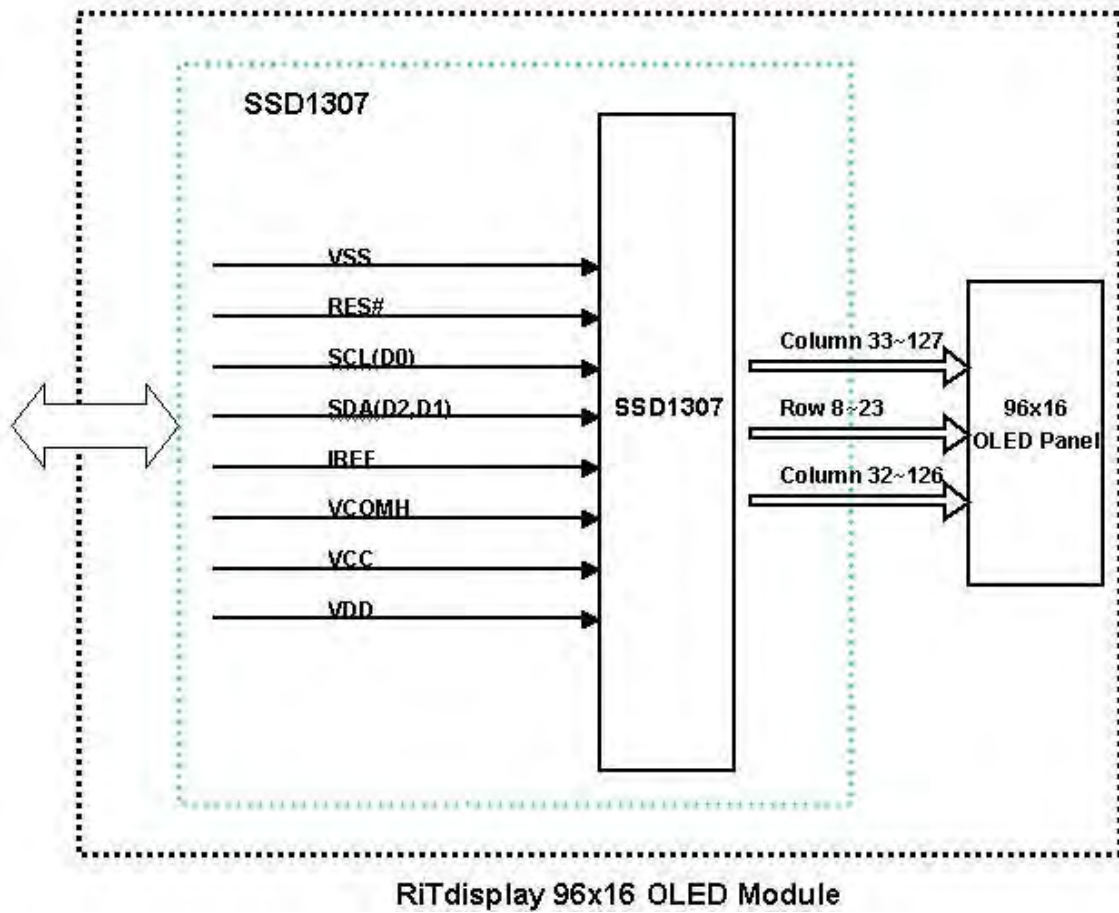 SSD1307
VSS
RES#
SCL(D0)
SDA(D2,D1)
IREF
VCOMH
VCC
VDD
SSD1307
Column 33~127
Row 8~23
Column 32~126
96x16
OLED Panel
RiTdisplay 96x16 OLED Module